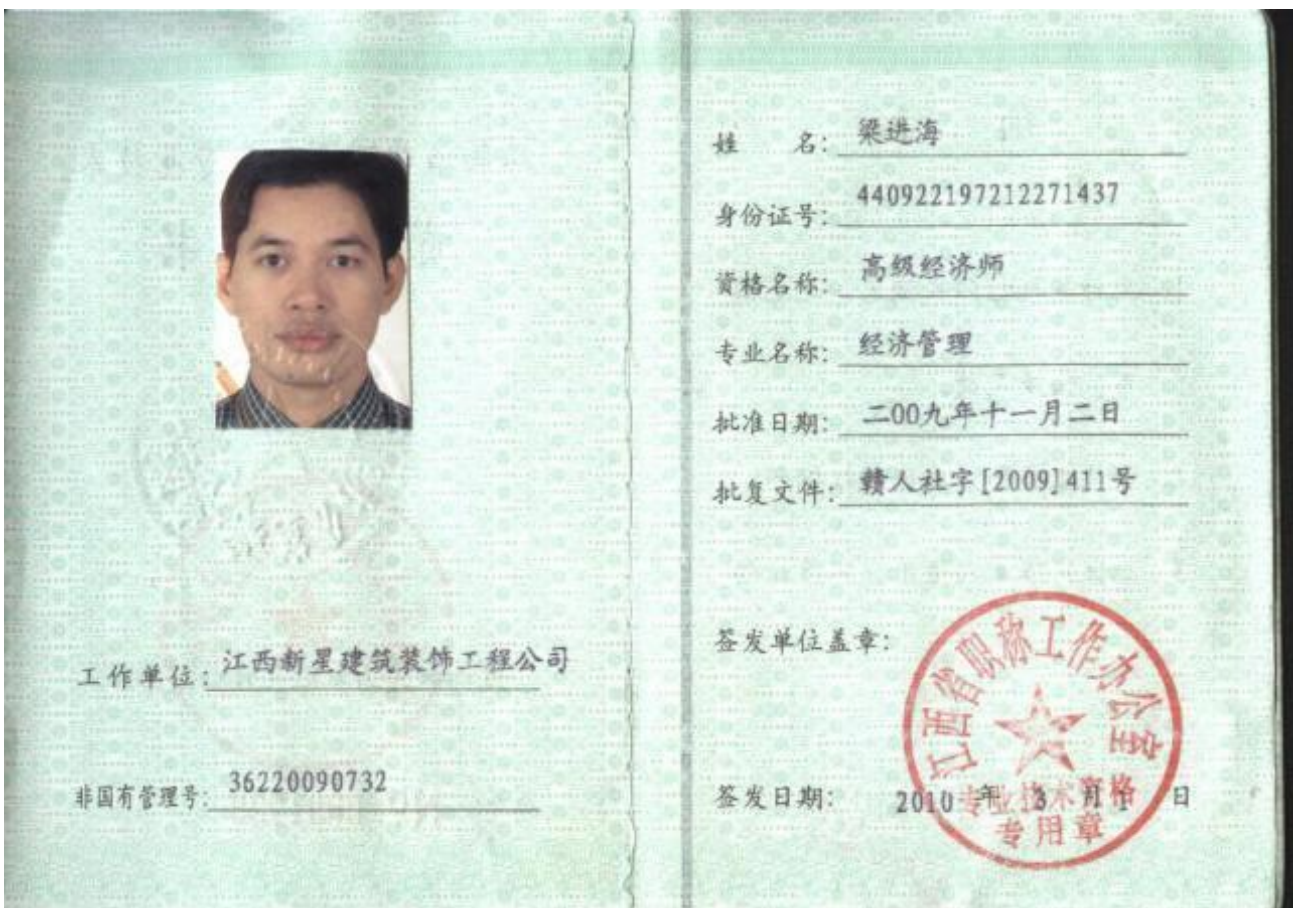 工作单位: 江西新星建筑装饰工程公司
非国有管理号: 36220090732
姓 名: 梁进海
身份证号: 440922197212271437
资格名称: 高级经济师
专业名称: 经济管理
批准日期: 二00九年十一月二日
批复文件: 赣人社字[2009]411号
签发单位盖章:
江西省职称工作办公室
专业技术资格
专用章
签发日期: 2010 年 3 月 1 日